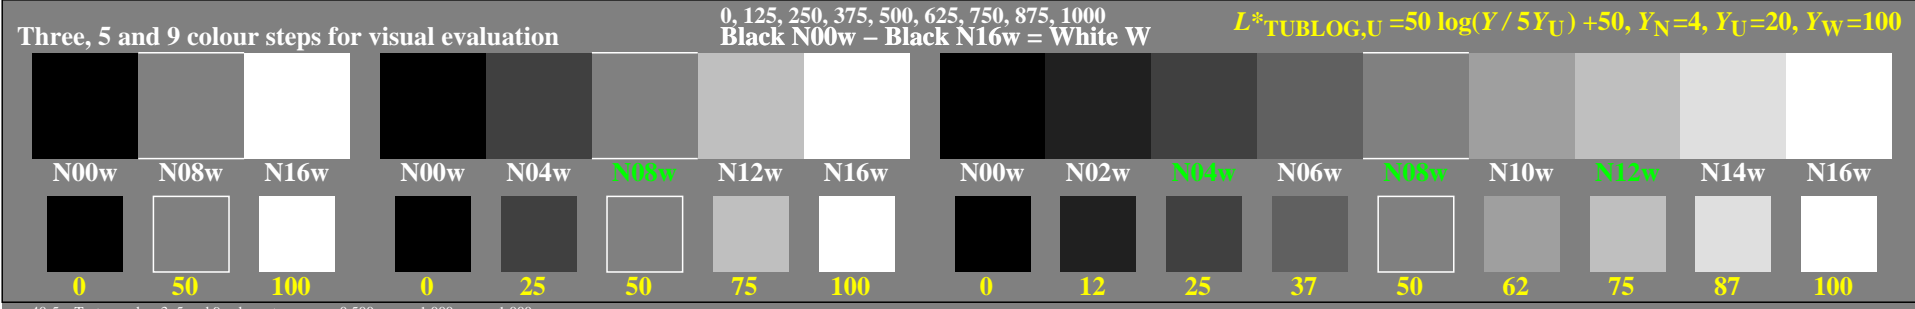 Three, 5 and 9 colour steps for visual evaluation
0, 125, 250, 375, 500, 625, 750, 875, 1000
Black N00w – Black N16w = White W
L*TUBLOG,U =50 log(Y / 5YU) +50, YN=4, YU=20, YW=100
N00w N08w N16w N00w N04w N08w N12w N16w N00w N02w N04w N06w N08w N10w N12w N14w N16w
0 50 100 0 25 50 75 100 0 12 25 37 50 62 75 87 100